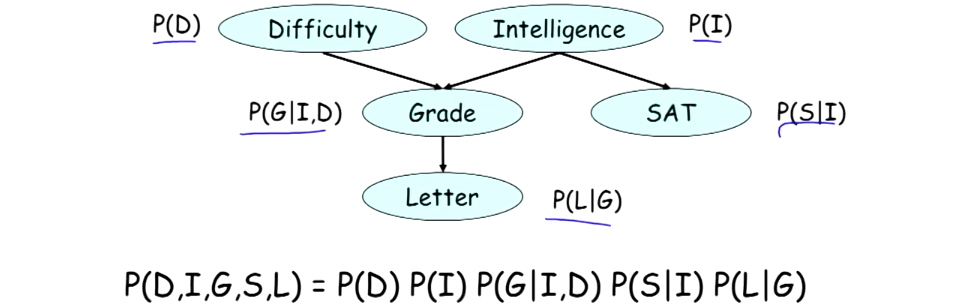 P(D) Difficulty Intelligence P(I)
P(G|I,D) Grade SAT P(S|I)
Letter P(L|G)
P(D,I,G,S,L) = P(D) P(I) P(G|I,D) P(S|I) P(L|G)